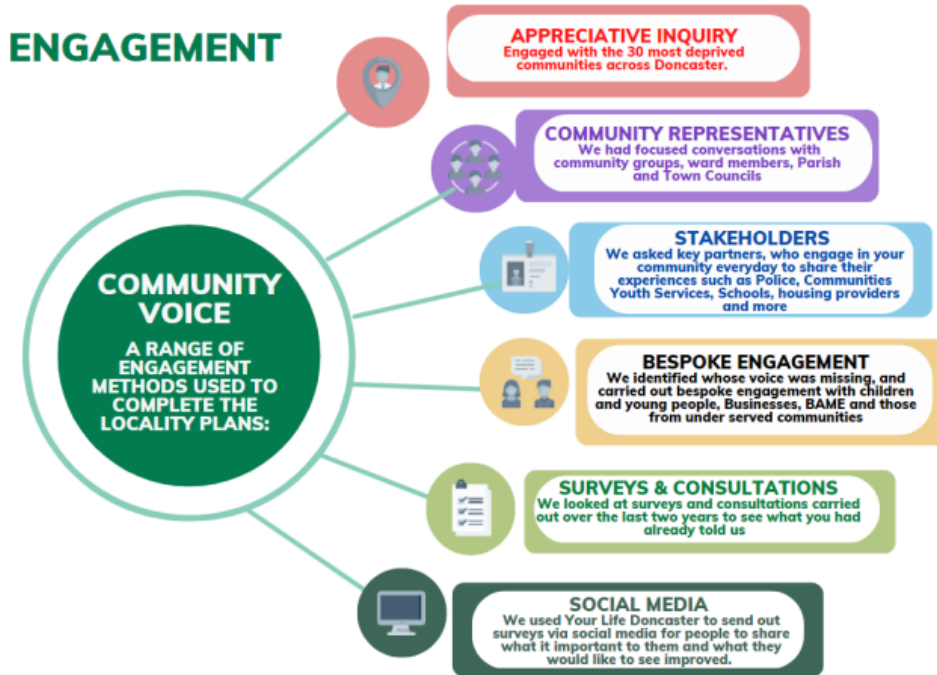 ENGAGEMENT
APPRECIATIVE INQUIRY
Engaged with the 30 most deprived
communities across Doncaster.
COMMUNITY REPRESENTATIVES
We had focused conversations with
community groups, ward members, Parish
and Town Councils
STAKEHOLDERS
We asked key partners, who engage in your
community everyday to share their
experiences such as Police, Communities
Youth Services, Schools, housing providers
and more
COMMUNITY
VOICE
A RANGE OF
ENGAGEMENT
METHODS USED TO
COMPLETE THE
LOCALITY PLANS:
BESPOKE ENGAGEMENT
We identified whose voice was missing, and
carried out bespoke engagement with children
and young people, Businesses, BAME and those
from under served communities
SURVEYS & CONSULTATIONS
We looked at surveys and consultations carried
out over the last two years to see what you had
already told us
SOCIAL MEDIA
We used Your Life Doncaster to send out
surveys via social media for people to share
what it important to them and what they
would like to see improved.